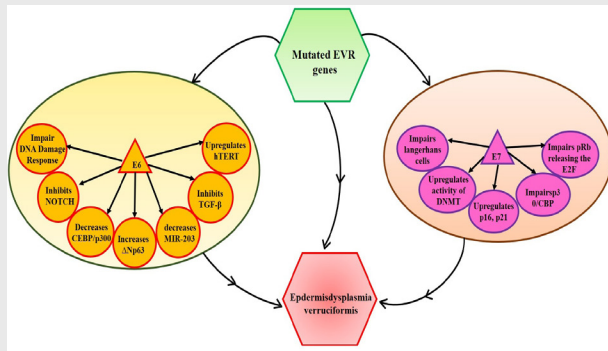 Mutated EVR
genes
Impair
DNA Damage
Response
E6
Upregulates
hTERT
Inhibits
NOTCH
Inhibits
TGF-β
Decreases
CEBP/p300
Increases
ΔNp63
decreases
MIR-203
Impairs
langerhans
cells
E7
Impairs pRb
releasing the
E2F
Upregulates
activity of
DNMT
Upregulates
p16, p21
Impairsp3
0/CBP
Epdermisdysplasmia
verruciformis